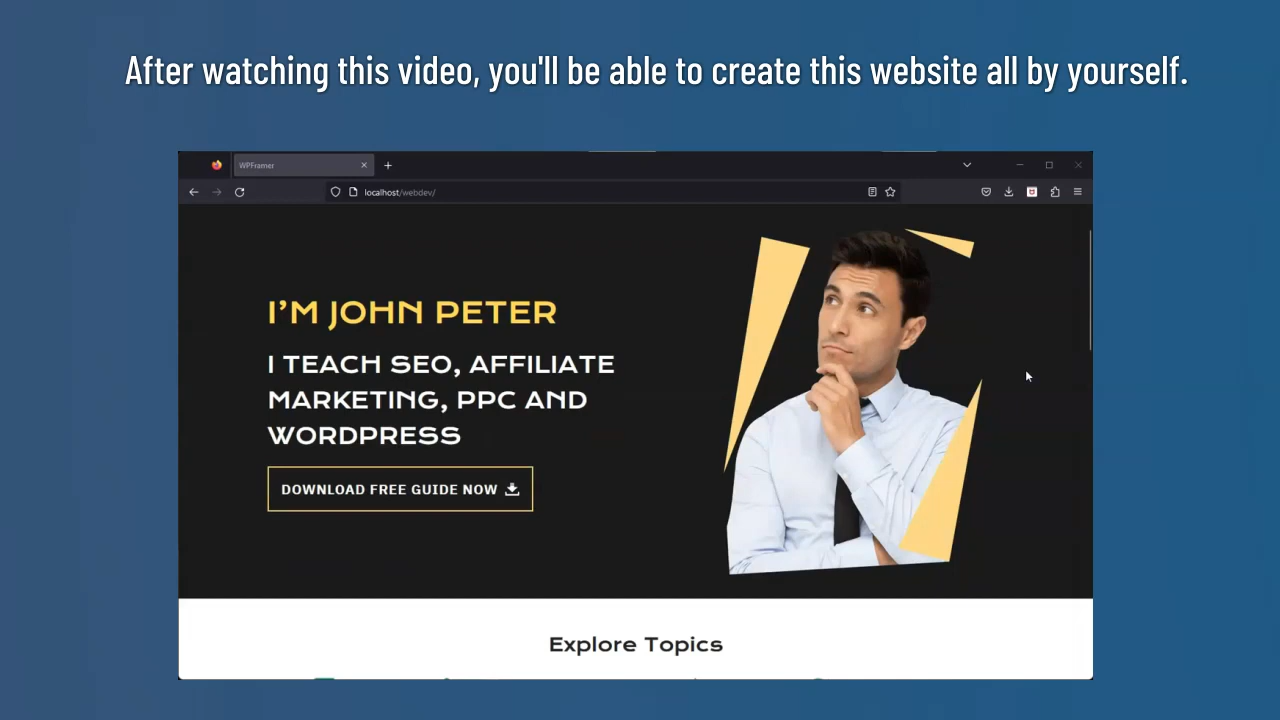 After watching this video, you'll be able to create this website all by yourself.
WPFramer
localhost/webdev/
I’M JOHN PETER
I TEACH SEO, AFFILIATE
MARKETING, PPC AND
WORDPRESS
DOWNLOAD FREE GUIDE NOW
Explore Topics